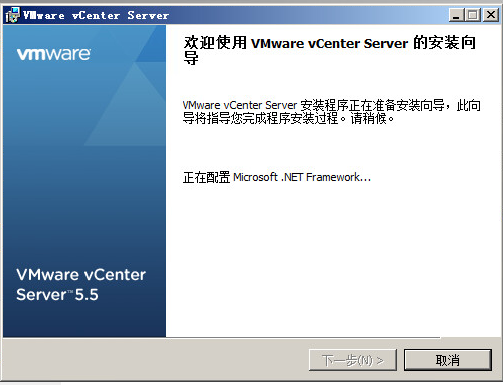 VMware vCenter Server
vmware
欢迎使用 VMware vCenter Server 的安装向
导
VMware vCenter Server 安装程序正在准备安装向导，此向
导将指导您完成程序安装过程。请稍候。
正在配置 Microsoft .NET Framework...
VMware vCenter
Server™5.5
下一步(N) >
取消